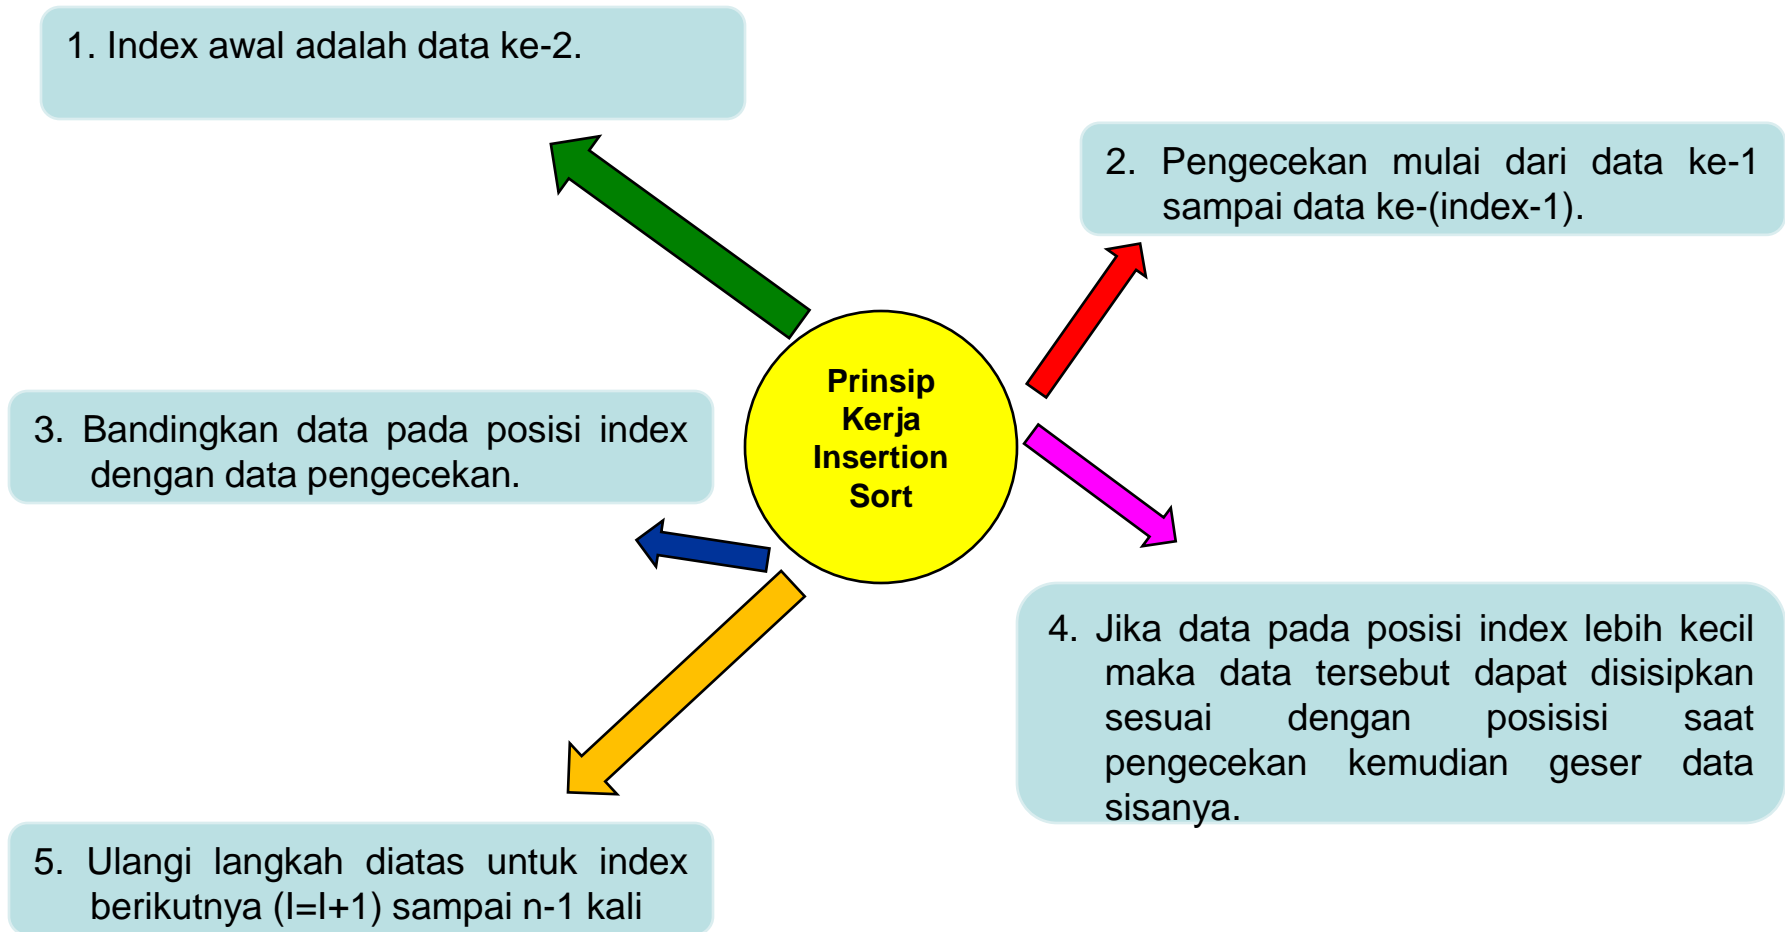 1. Index awal adalah data ke-2.
2. Pengecekan mulai dari data ke-1
sampai data ke-(index-1).
Prinsip
Kerja
Insertion
Sort
3. Bandingkan data pada posisi index
dengan data pengecekan.
4. Jika data pada posisi index lebih kecil
maka data tersebut dapat disisipkan
sesuai dengan posisisi saat
pengecekan kemudian geser data
sisanya.
5. Ulangi langkah diatas untuk index
berikutnya (I=I+1) sampai n-1 kali